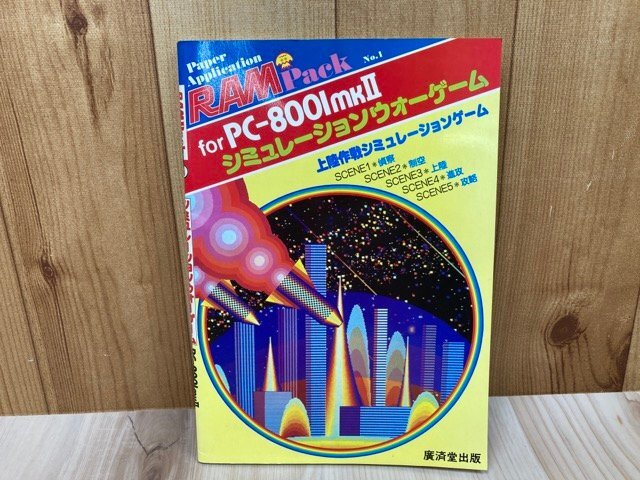 Paper
Application
RAM Pack No.1
for PC-8001mkII
シミュレーションウォーゲーム
上陸作戦シミュレーションゲーム
SCENE1*偵察
SCENE2*制空
SCENE3*上陸
SCENE4*進攻
SCENE5*攻略
廣済堂出版